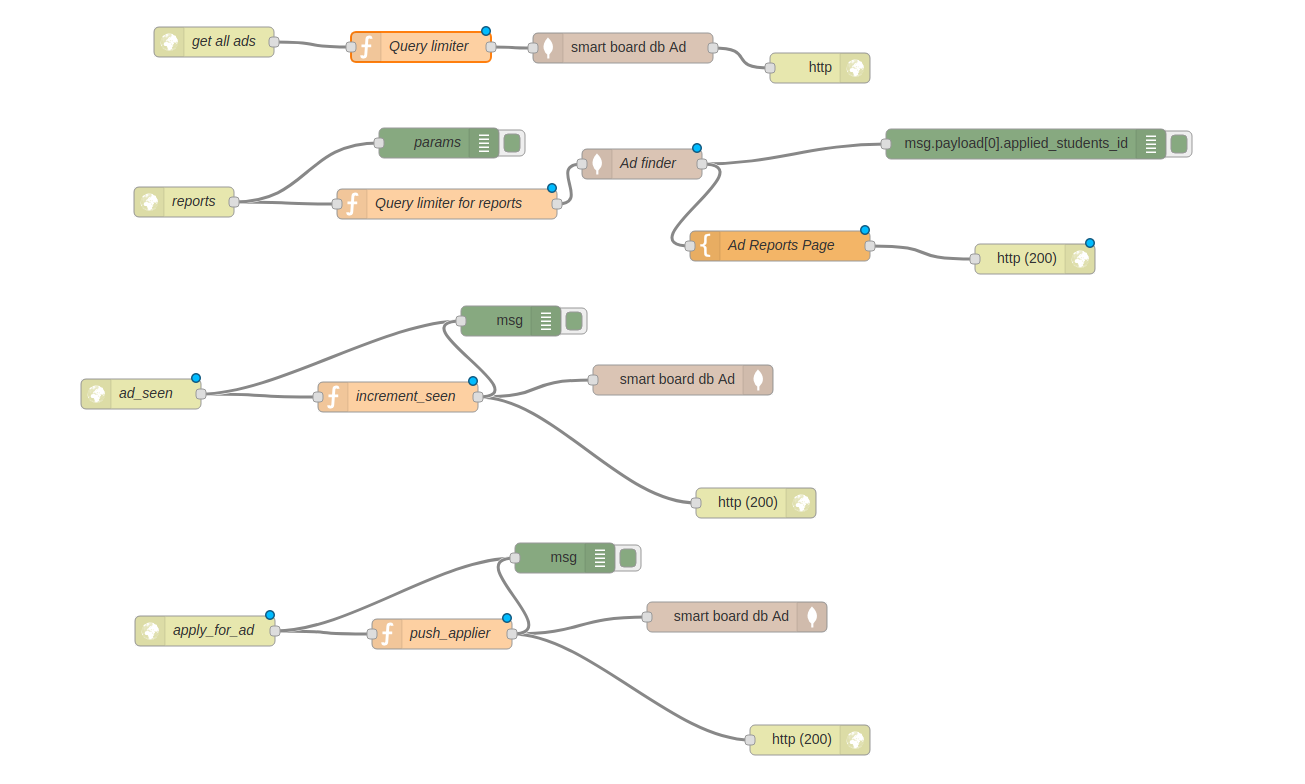 get all ads
Query limiter
smart board db Ad
http
params
msg.payload[0].applied_students_id
Ad finder
reports
Query limiter for reports
Ad Reports Page
http (200)
msg
smart board db Ad
ad_seen
increment_seen
http (200)
msg
smart board db Ad
apply_for_ad
push_applier
http (200)